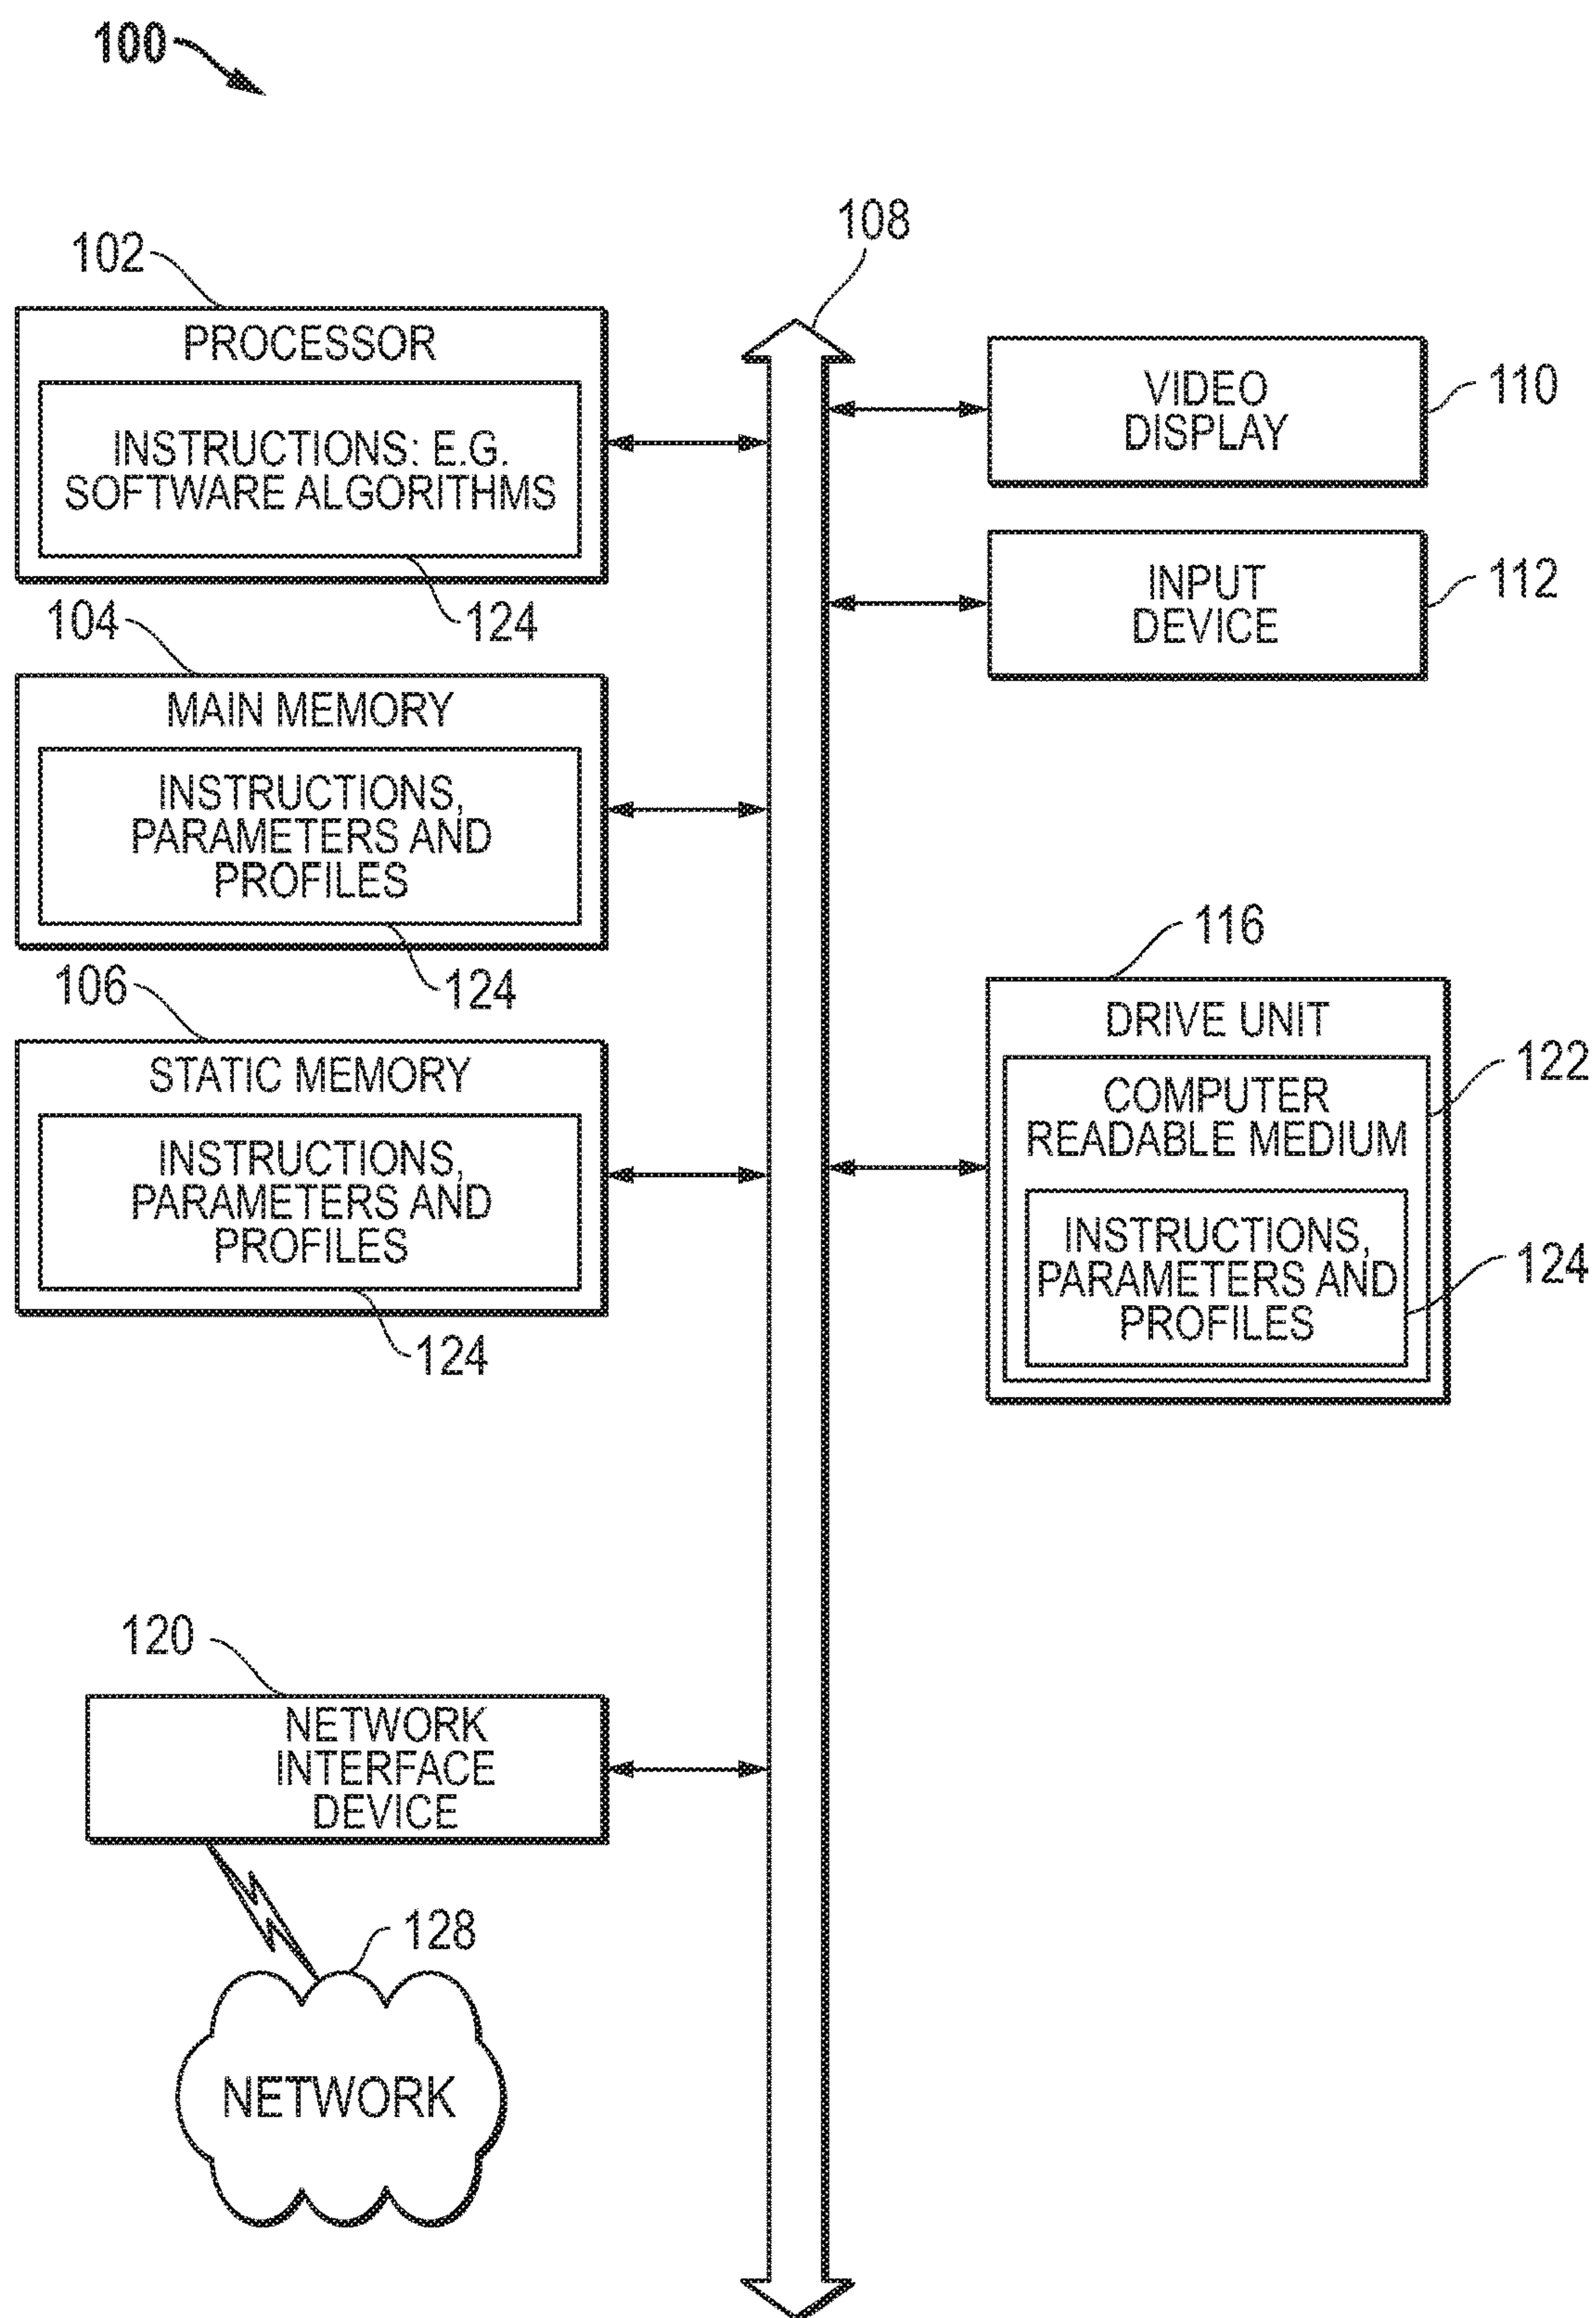 100
102
PROCESSOR
INSTRUCTIONS: E.G.
SOFTWARE ALGORITHMS
124
104
MAIN MEMORY
INSTRUCTIONS,
PARAMETERS AND
PROFILES
124
106
STATIC MEMORY
INSTRUCTIONS,
PARAMETERS AND
PROFILES
124
120
NETWORK
INTERFACE
DEVICE
128
NETWORK
108
VIDEO
DISPLAY
110
INPUT
DEVICE
112
116
DRIVE UNIT
122
COMPUTER
READABLE MEDIUM
INSTRUCTIONS,
PARAMETERS AND
PROFILES
124